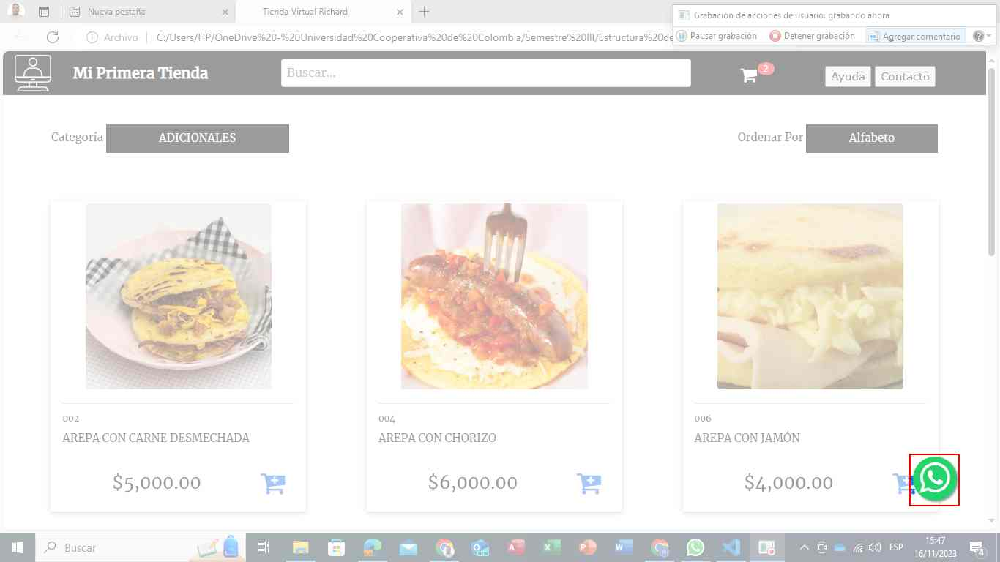 Nueva pestaña
Tienda Virtual Richard
Grabación de acciones de usuario: grabando ahora
Pausar grabación
Detener grabación
Agregar comentario
Archivo
C:/Users/HP/OneDrive%20-%20Universidad%20Cooperativa%20de%20Colombia/Semestre%20III/Estructura%20de
Mi Primera Tienda
Buscar...
2
Ayuda
Contacto
Categoría
ADICIONALES
Ordenar Por
Alfabeto
002
AREPA CON CARNE DESMECHADA
$5,000.00
004
AREPA CON CHORIZO
$6,000.00
006
AREPA CON JAMÓN
$4,000.00
Buscar
ESP
15:47
16/11/2023
4